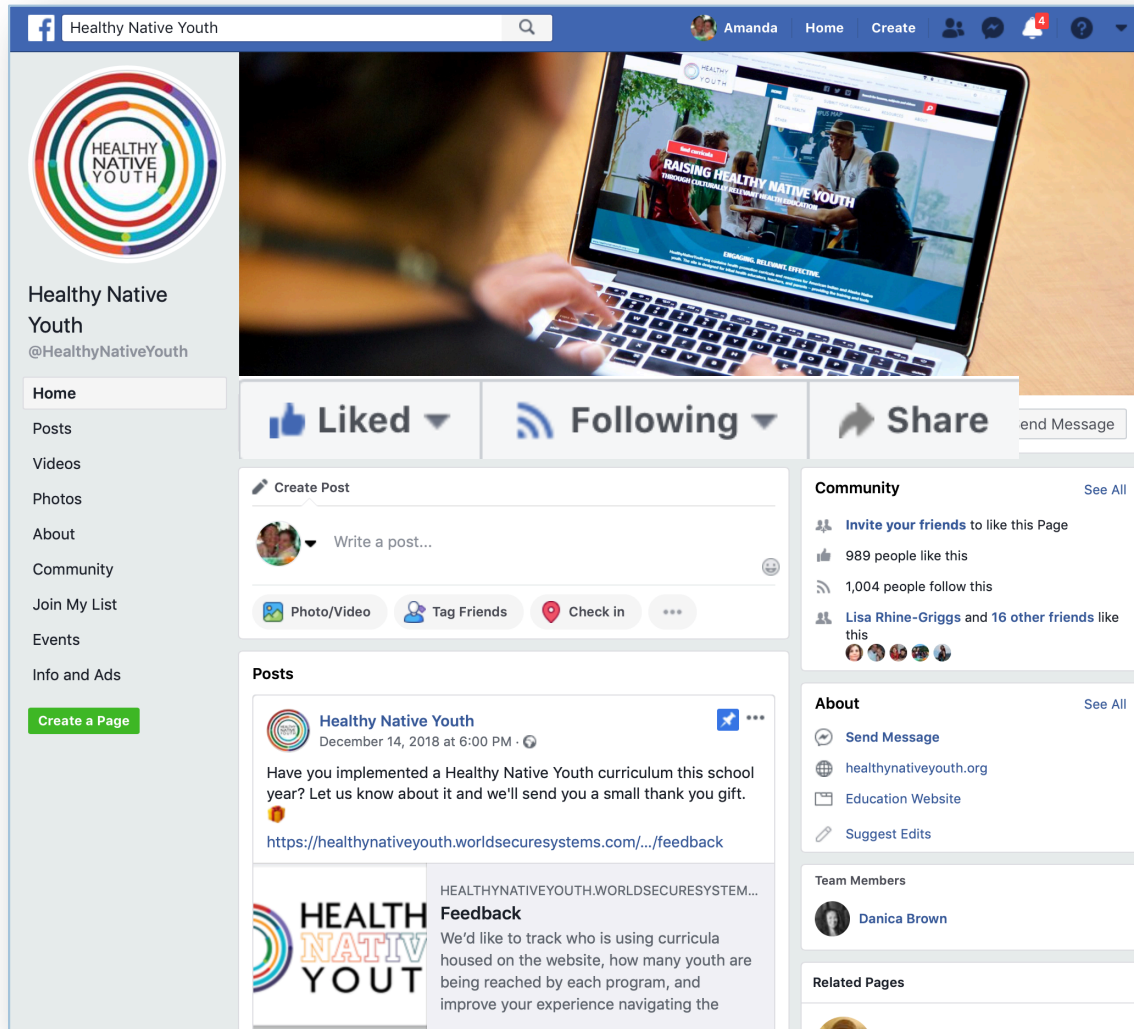 Healthy Native Youth
Amanda
Home
Create
4
?
HEALTHY
NATIVE
YOUTH
Healthy Native
Youth
@HealthyNativeYouth
Home
Posts
Videos
Photos
About
Community
Join My List
Events
Info and Ads
Create a Page
HEALTHY
YOUTH
HOME
find curricula
RAISING HEALTHY NATIVE YOUTH
THROUGH CULTURALLY RELEVANT HEALTH EDUCATION
ENGAGING. RELEVANT. EFFECTIVE.
Liked
Following
Share
end Message
Create Post
Write a post...
Photo/Video
Tag Friends
Check in
Posts
Healthy Native Youth
December 14, 2018 at 6:00 PM ·
Have you implemented a Healthy Native Youth curriculum this school
year? Let us know about it and we'll send you a small thank you gift.
https://healthynativeyouth.worldsecuresystems.com/.../feedback
HEALTH
NATIV
YOUT
HEALTHYNATIVEYOUTH.WORLDSECURESYSTEM...
Feedback
We'd like to track who is using curricula
housed on the website, how many youth are
being reached by each program, and
improve your experience navigating the
Community
See All
Invite your friends to like this Page
989 people like this
1,004 people follow this
Lisa Rhine-Griggs and 16 other friends like
this
About
See All
Send Message
healthynativeyouth.org
Education Website
Suggest Edits
Team Members
Danica Brown
Related Pages